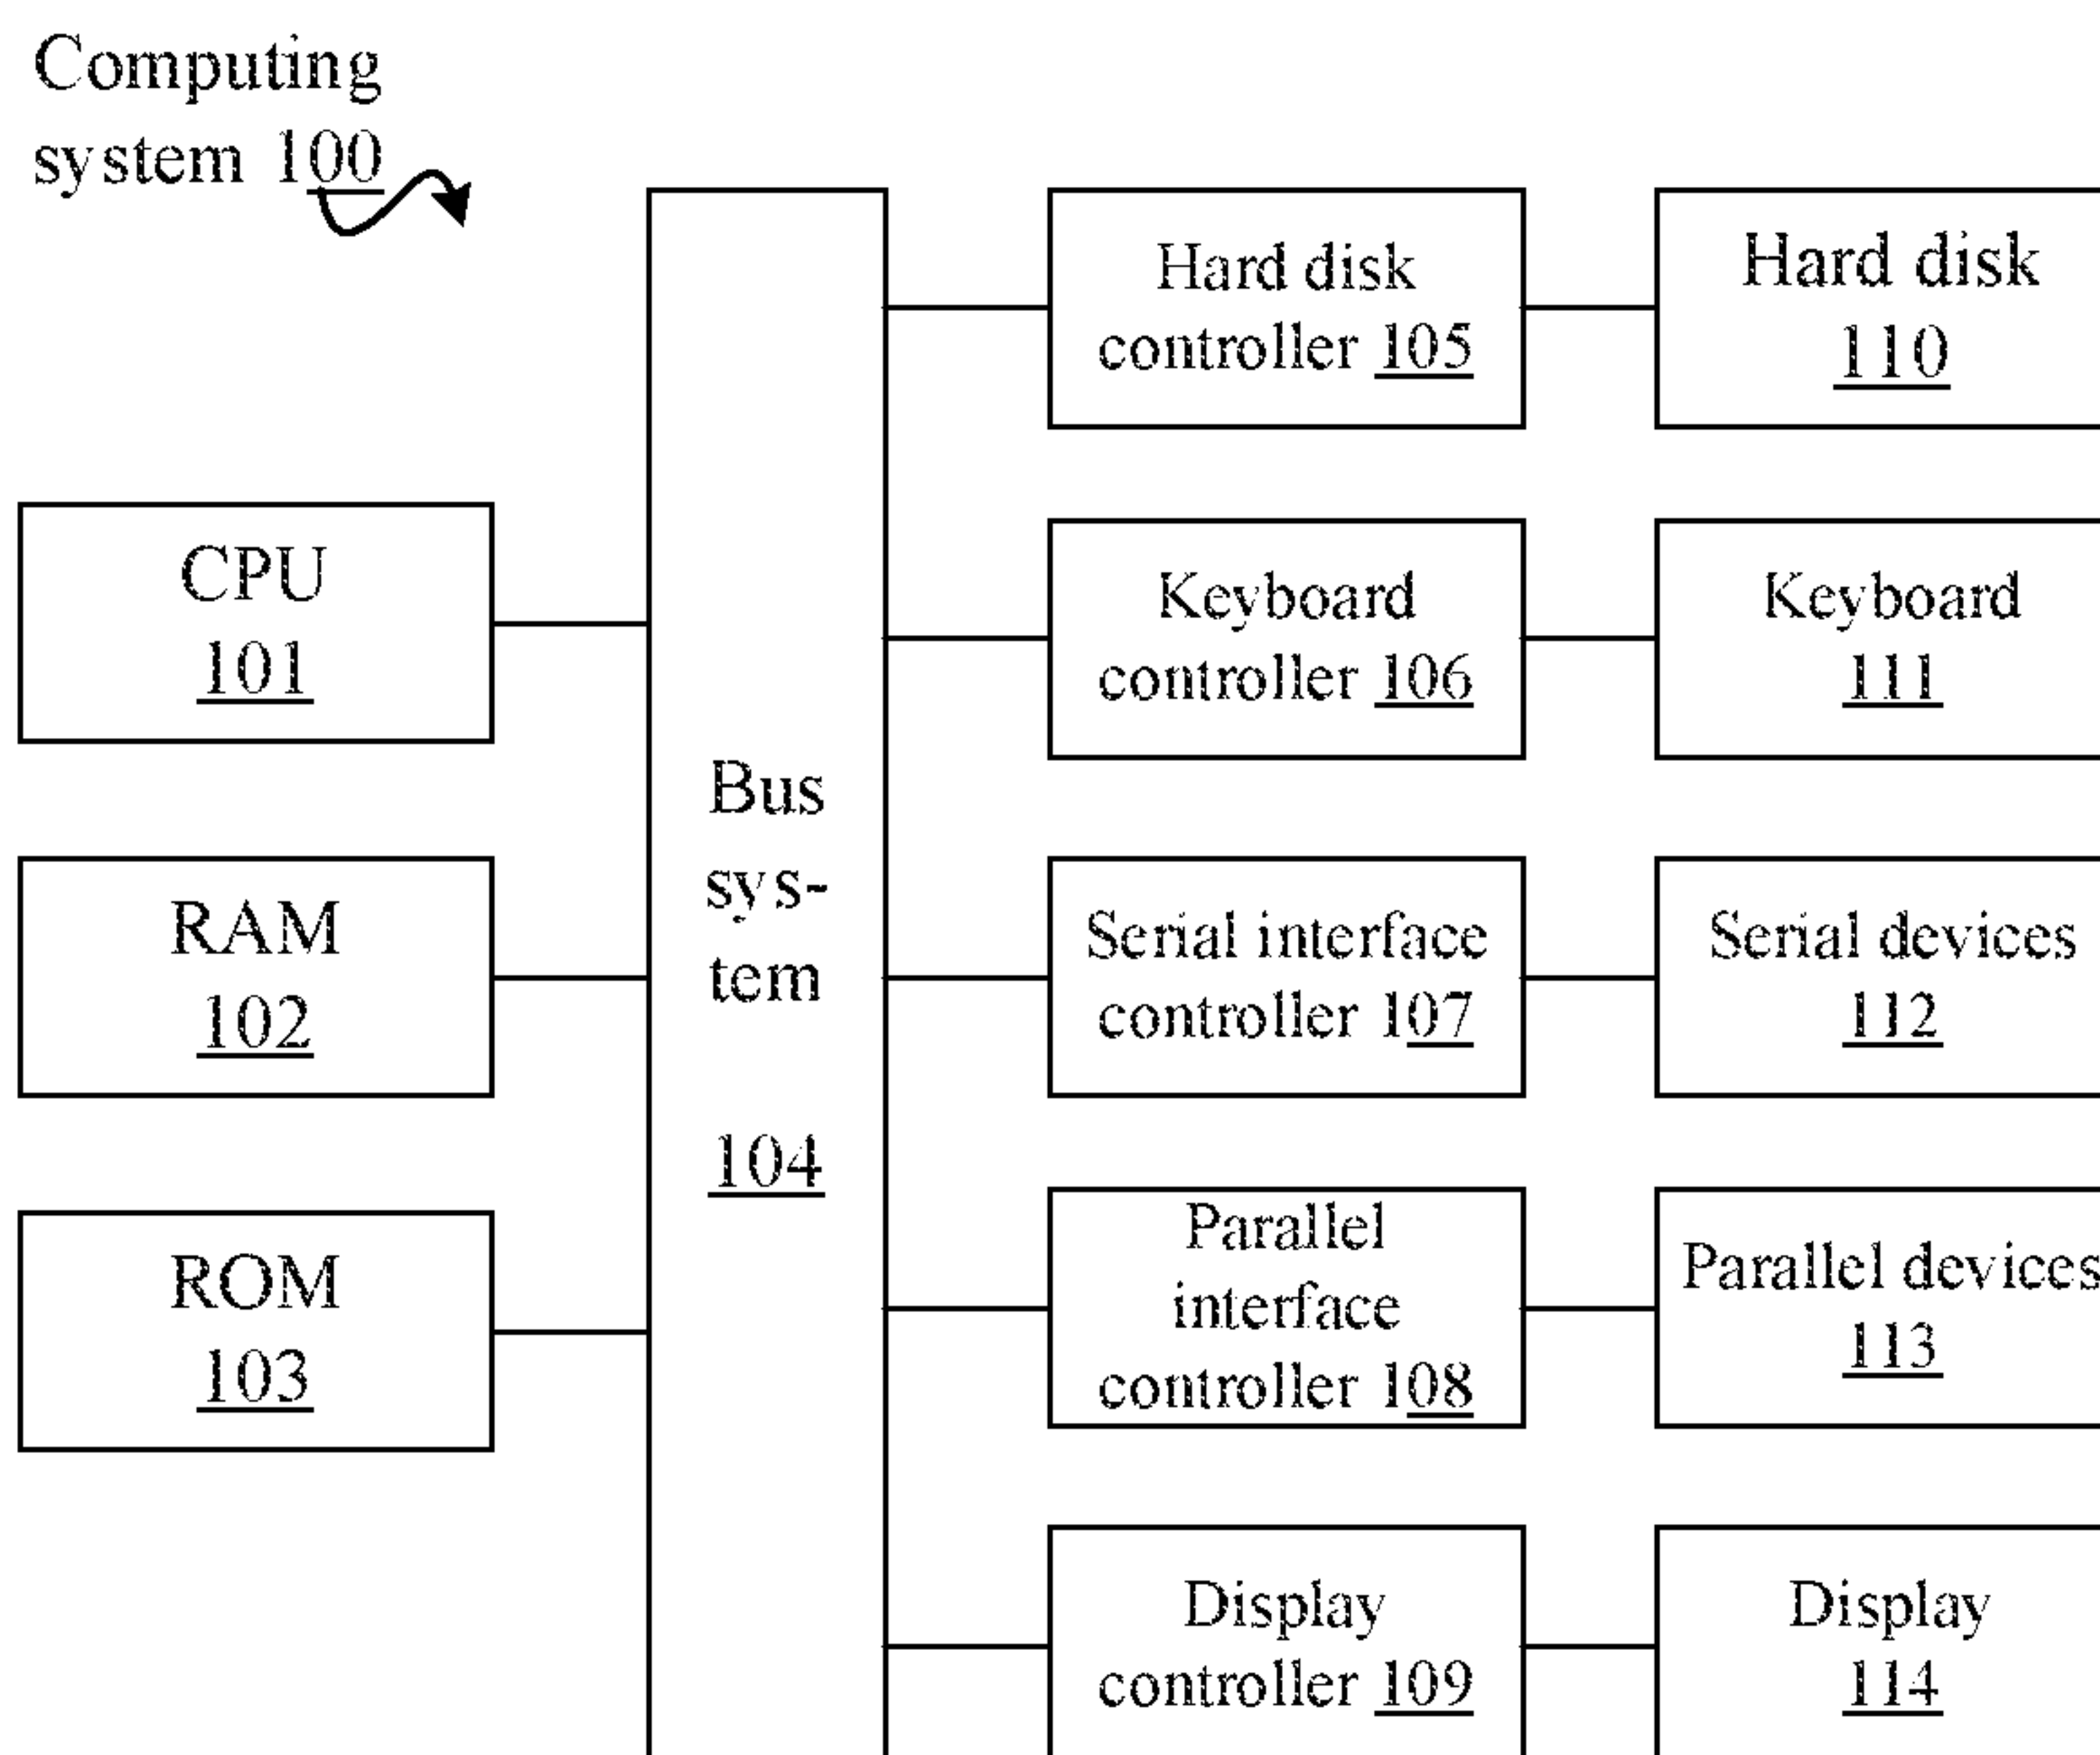 Computing
system 100
CPU
101
RAM
102
ROM
103
Bus
sys-
tem
104
Hard disk
controller 105
Keyboard
controller 106
Serial interface
controller 107
Parallel
interface
controller 108
Display
controller 109
Hard disk
110
Keyboard
111
Serial devices
112
Parallel devices
113
Display
114